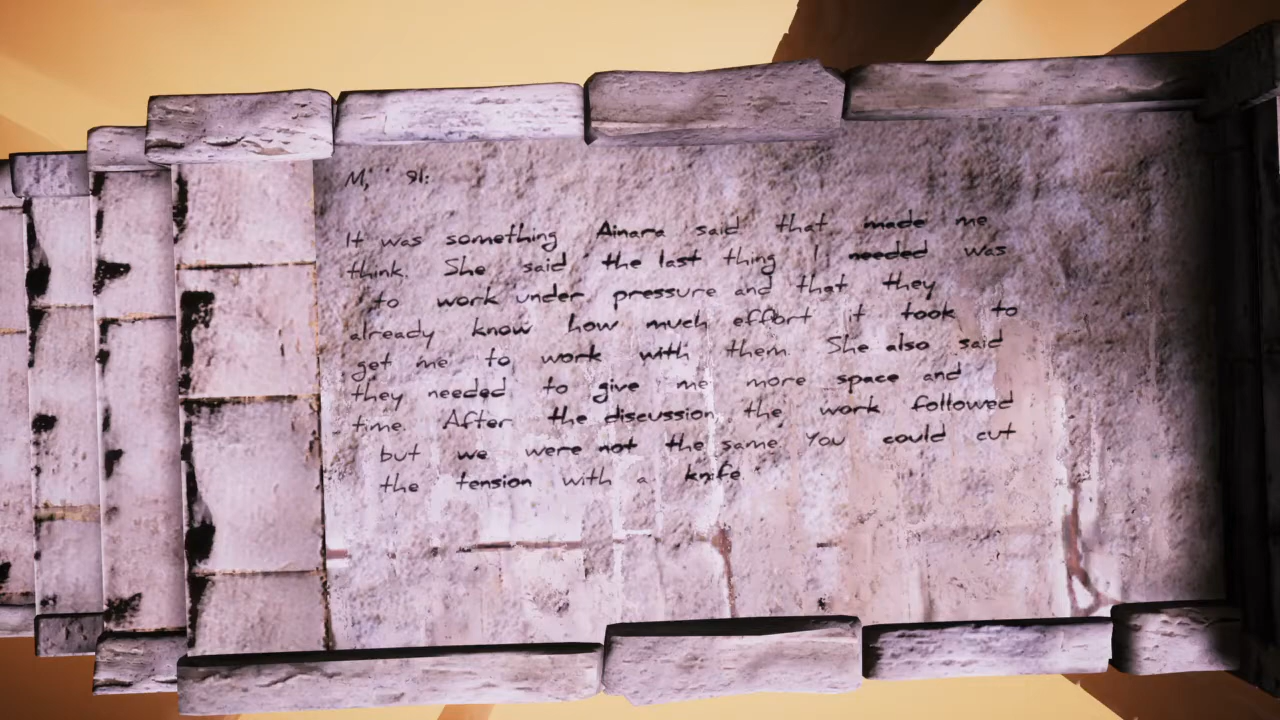 M, 91:
It was something Ainara said that made me
think. She said the last thing I needed was
to work under pressure and that they
already know how much effort it took to
get me to work with them. She also said
they needed to give me more space and
time. After the discussion, the work followed
but we were not the same. You could cut
the tension with a knife.